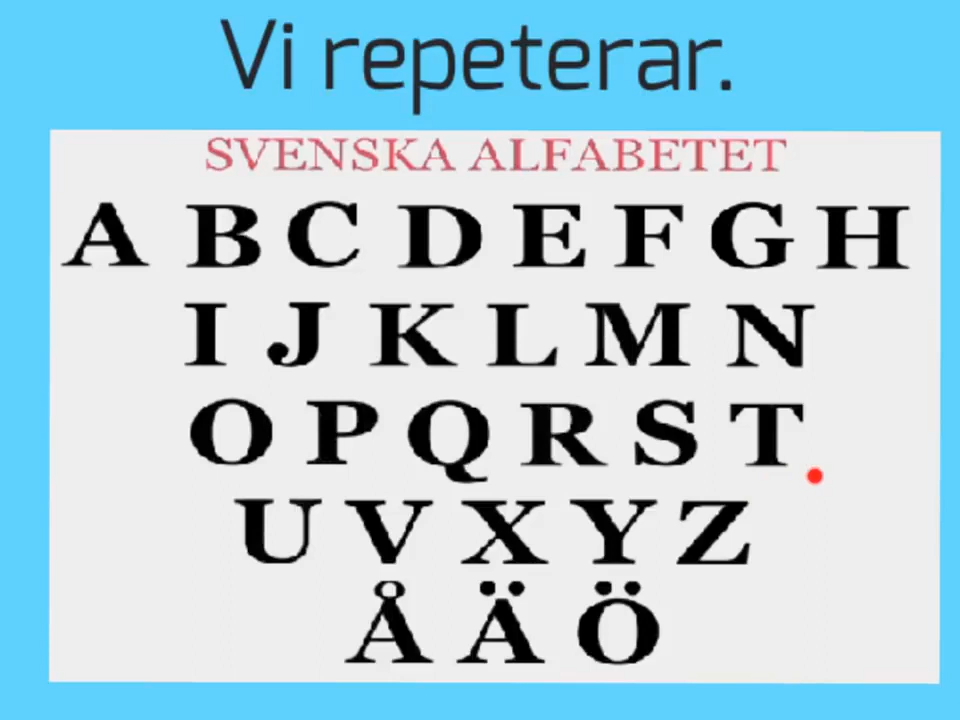 Vi repeterar.
SVENSKA ALFABETET
A B C D E F G H
I J K L M N
O P Q R S T
U V X Y Z
Å Ä Ö